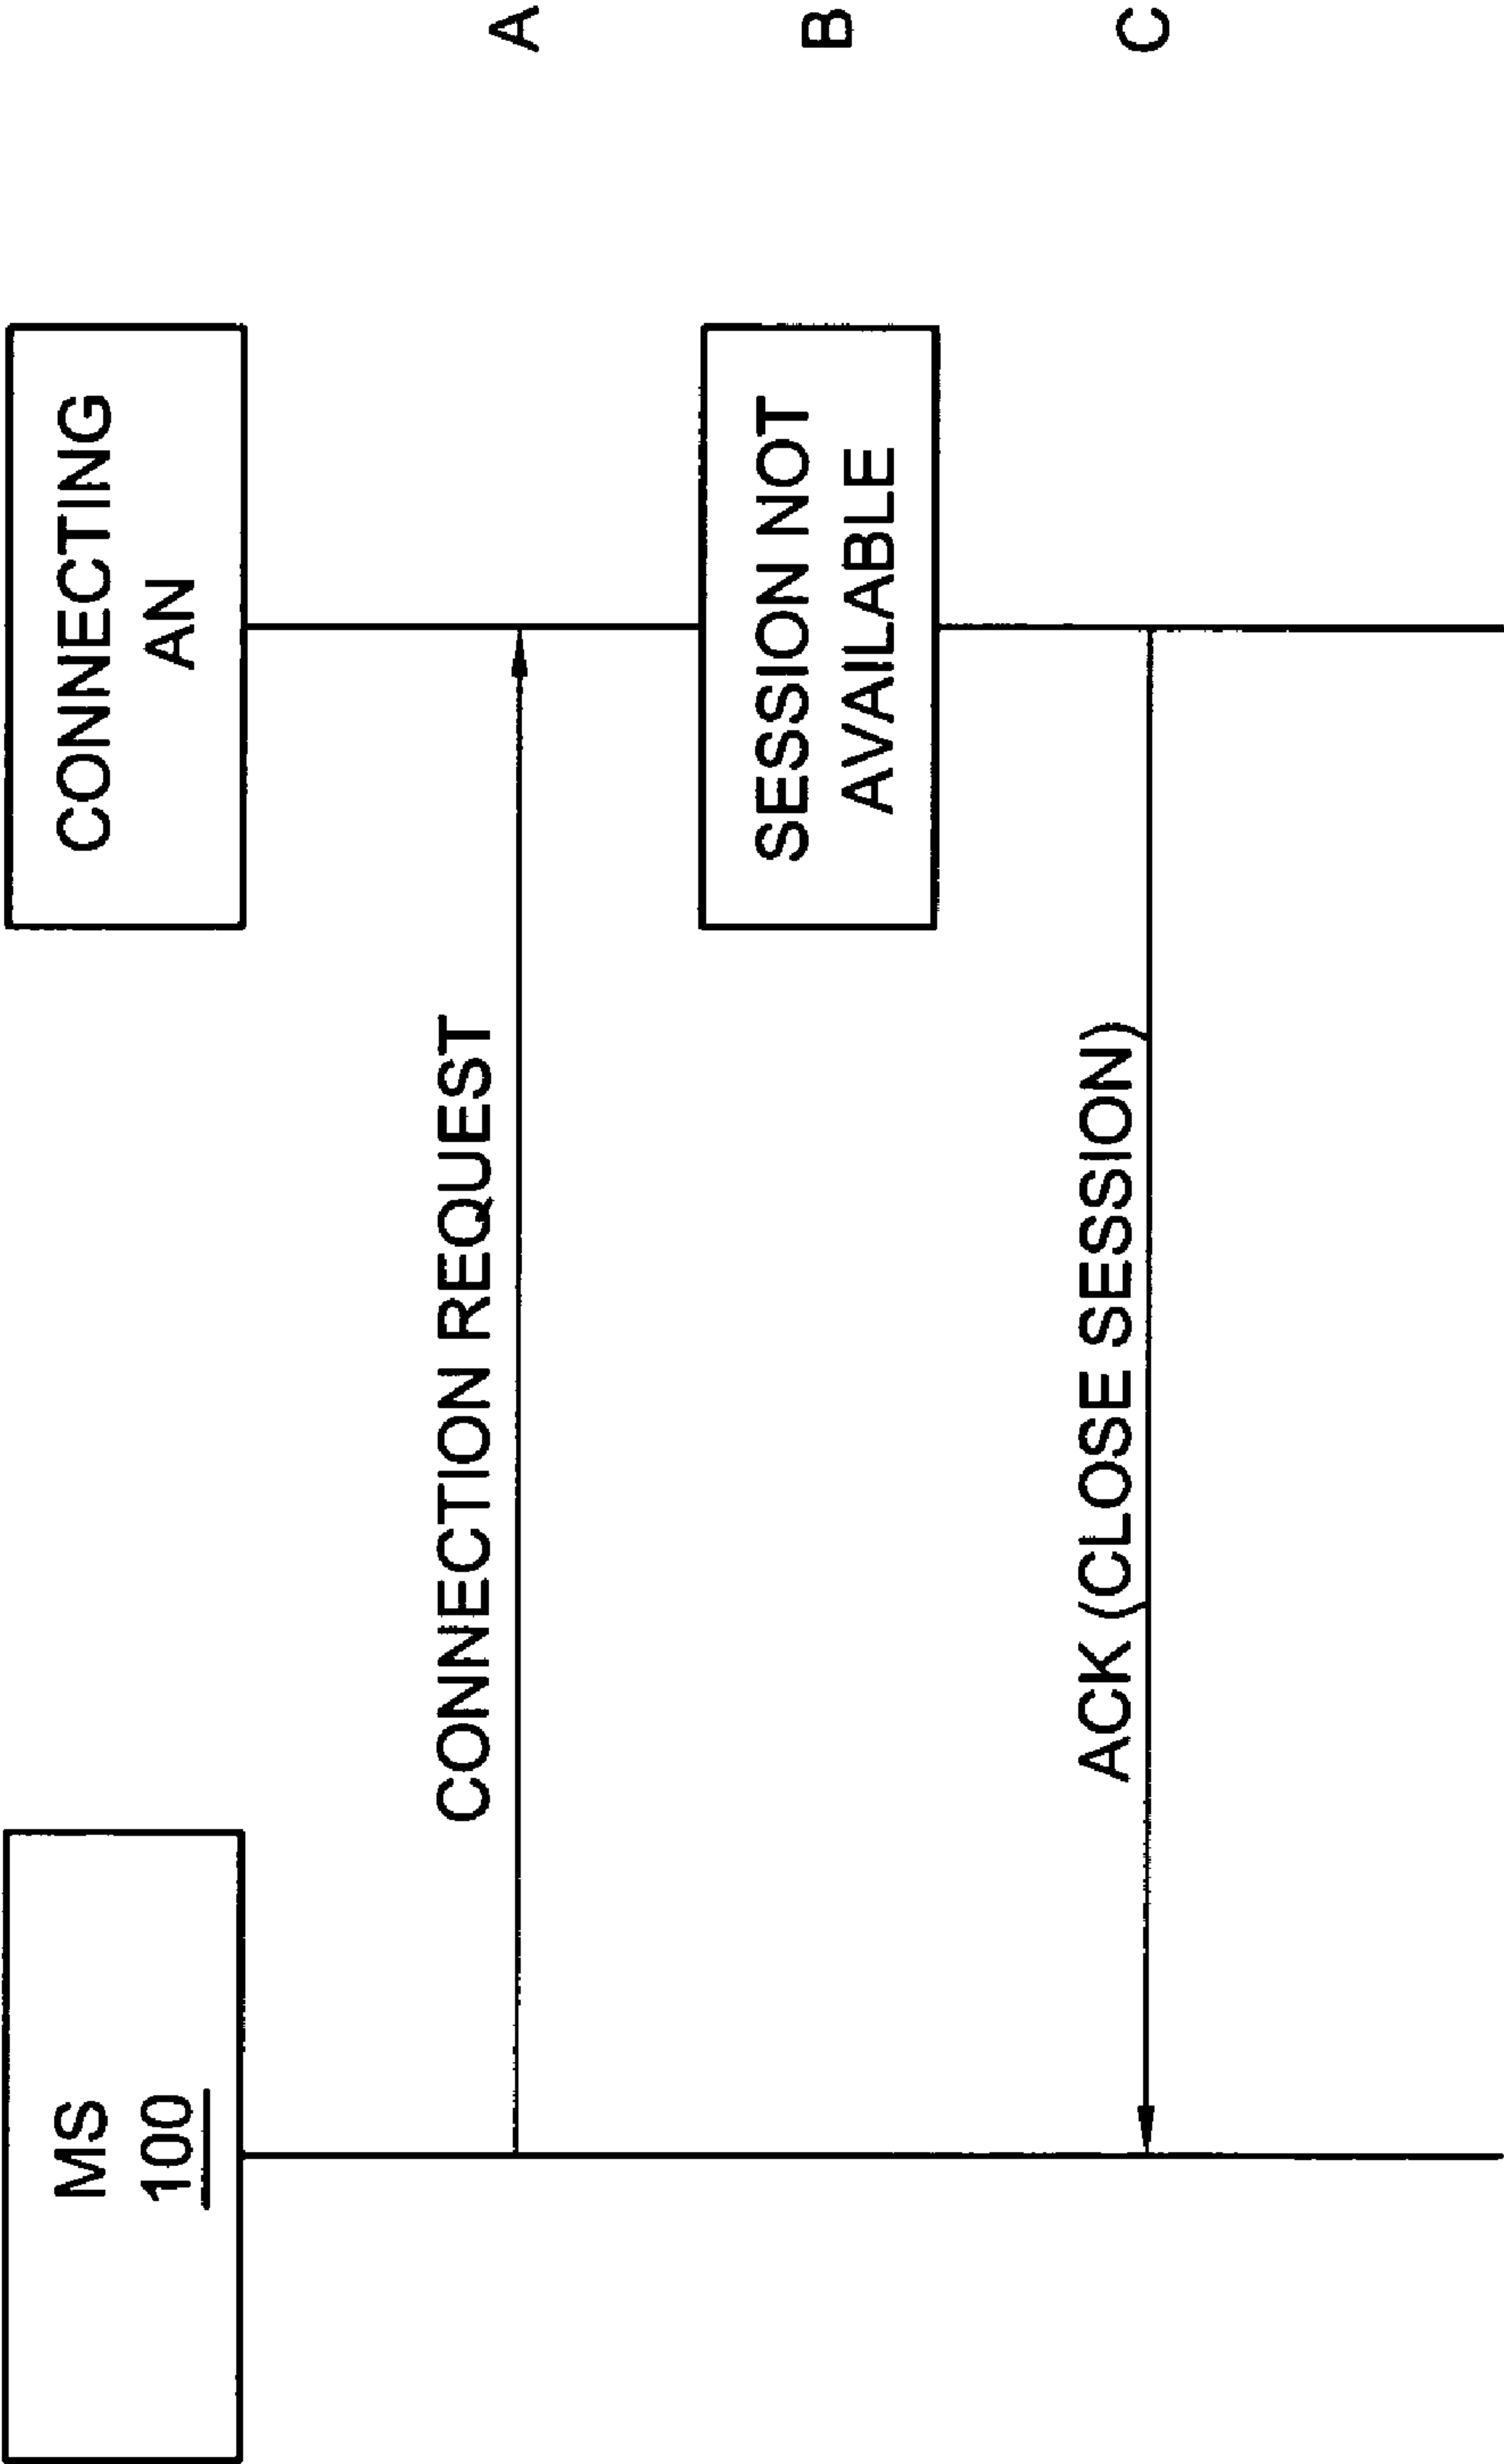 MS
100
CONNECTING
AN
CONNECTION REQUEST
A
SESSION NOT
AVAILABLE
B
ACK (CLOSE SESSION)
C